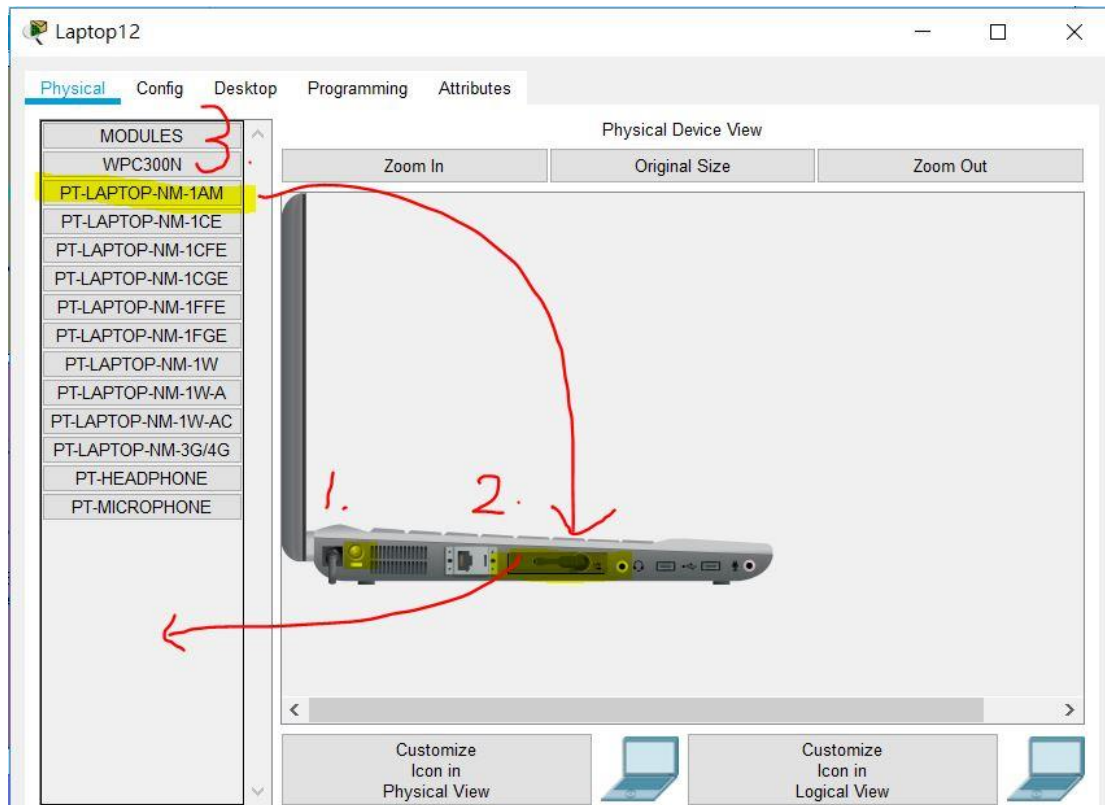 Laptop12
Physical Config Desktop Programming Attributes
MODULES
WPC300N
PT-LAPTOP-NM-1AM
PT-LAPTOP-NM-1CE
PT-LAPTOP-NM-1CFE
PT-LAPTOP-NM-1CGE
PT-LAPTOP-NM-1FFE
PT-LAPTOP-NM-1FGE
PT-LAPTOP-NM-1W
PT-LAPTOP-NM-1W-A
PT-LAPTOP-NM-1W-AC
PT-LAPTOP-NM-3G/4G
PT-HEADPHONE
PT-MICROPHONE
3.
Physical Device View
Zoom In Original Size Zoom Out
1. 2.
Customize
Icon in
Physical View
Customize
Icon in
Logical View